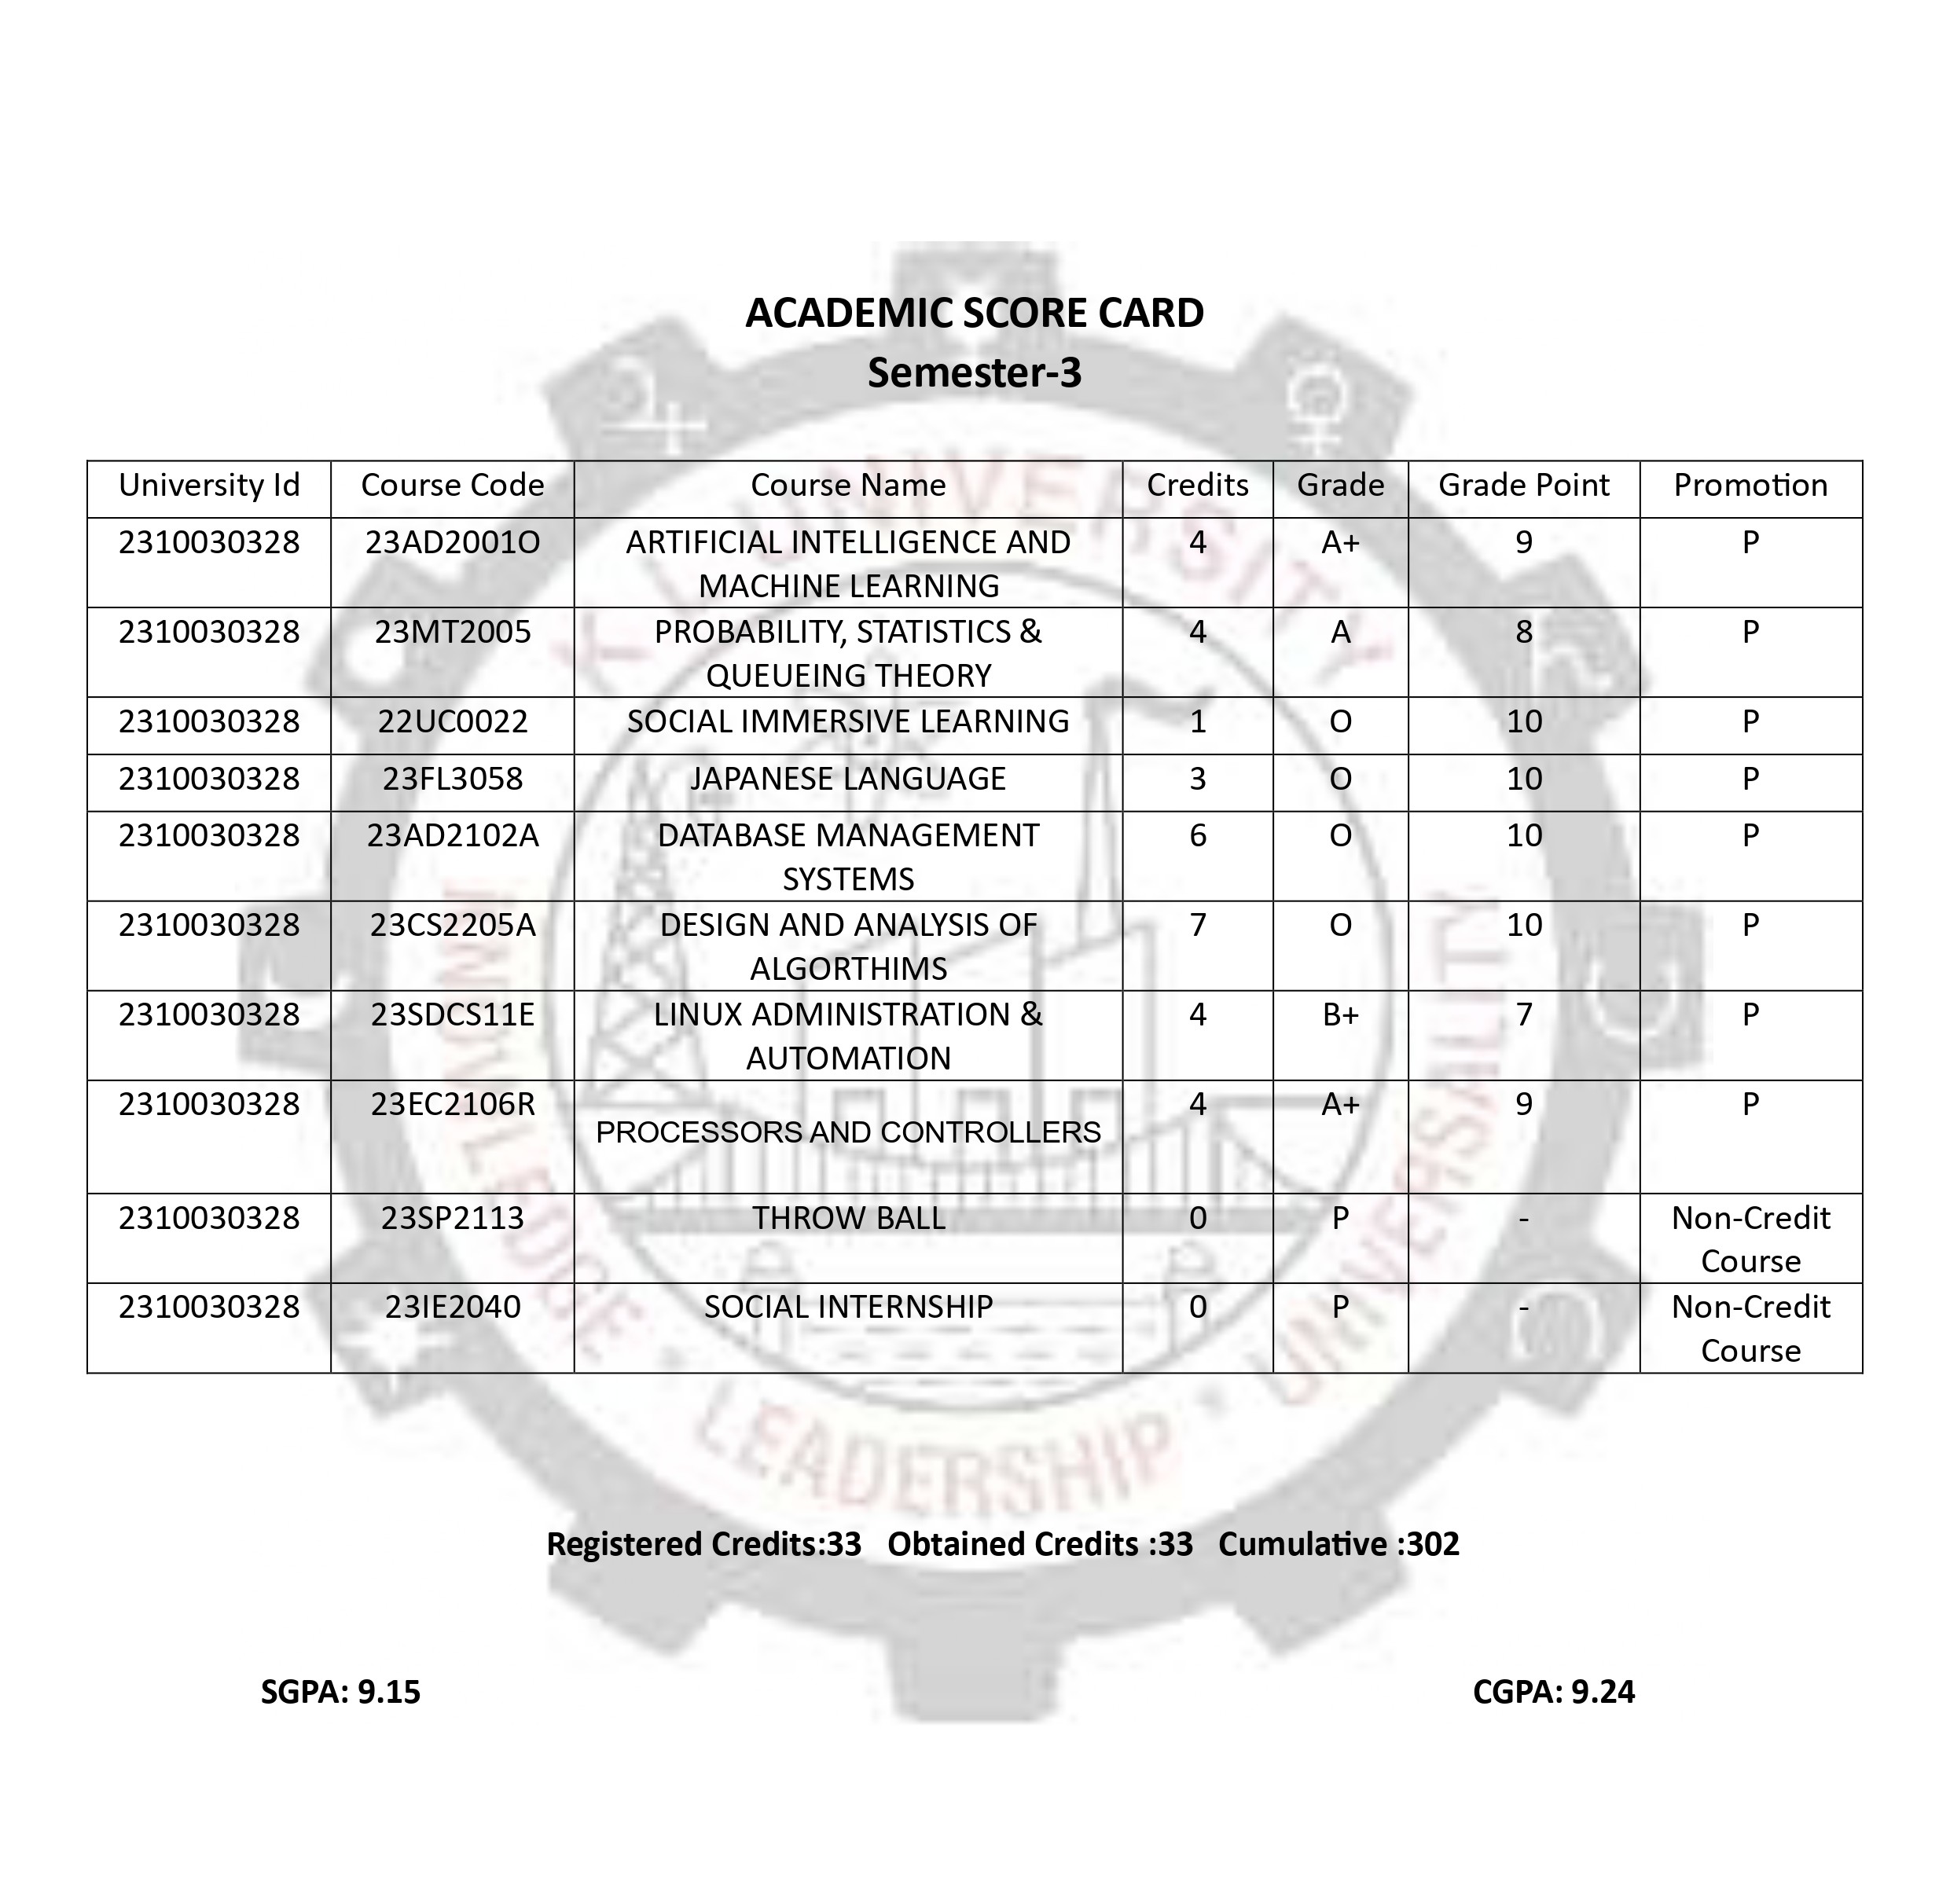 ACADEMIC SCORE CARD
Semester-3
University Id Course Code Course Name Credits Grade Grade Point Promotion
2310030328 23AD2001O ARTIFICIAL INTELLIGENCE AND 4 A+ 9 P
MACHINE LEARNING
2310030328 23MT2005 PROBABILITY, STATISTICS & 4 A 8 P
QUEUEING THEORY
2310030328 22UC0022 SOCIAL IMMERSIVE LEARNING 1 O 10 P
2310030328 23FL3058 JAPANESE LANGUAGE 3 O 10 P
2310030328 23AD2102A DATABASE MANAGEMENT 6 O 10 P
SYSTEMS
2310030328 23CS2205A DESIGN AND ANALYSIS OF 7 O 10 P
ALGORTHIMS
2310030328 23SDCS11E LINUX ADMINISTRATION & 4 B+ 7 P
AUTOMATION
2310030328 23EC2106R PROCESSORS AND CONTROLLERS 4 A+ 9 P
2310030328 23SP2113 THROW BALL 0 P - Non-Credit
Course
2310030328 23IE2040 SOCIAL INTERNSHIP 0 P - Non-Credit
Course
Registered Credits:33 Obtained Credits :33 Cumulative :302
SGPA: 9.15 CGPA: 9.24
K L UNIVERSITY
LEADERSHIP